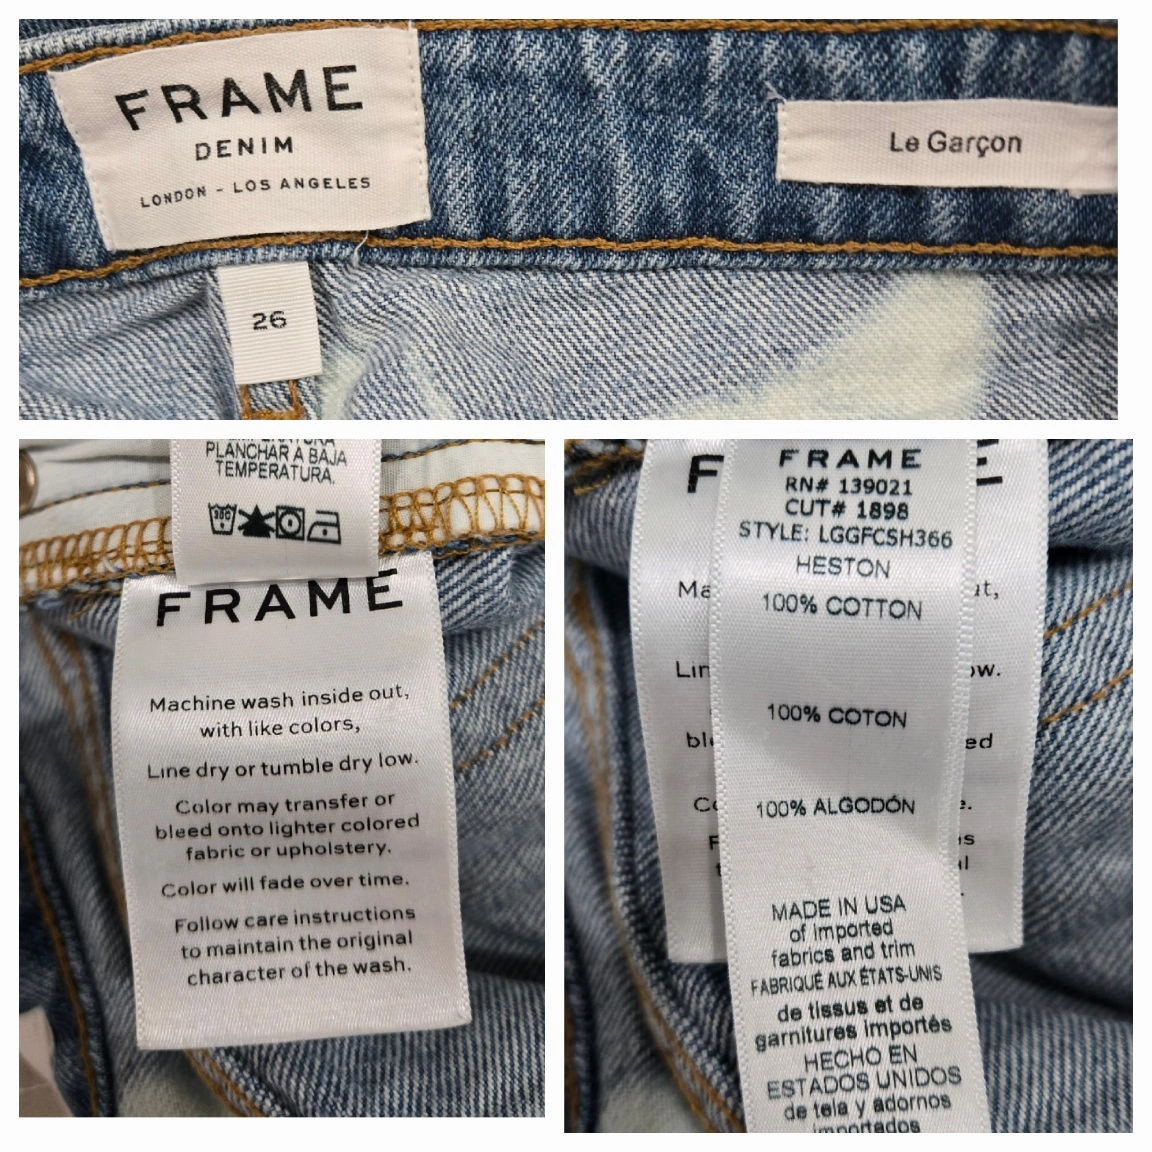 FRAME
DENIM
LONDON - LOS ANGELES
Le Garçon
26
PLANCHAR A BAJA
TEMPERATURA.
FRAME
Machine wash inside out,
with like colors,
Line dry or tumble dry low.
Color may transfer or
bleed onto lighter colored
fabric or upholstery.
Color will fade over time.
Follow care instructions
to maintain the original
character of the wash.
FRAME
RN# 139021
CUT# 1898
STYLE: LGGFCSH366
HESTON
100% COTTON
100% COTON
100% ALGODÓN
MADE IN USA
of imported
fabrics and trim
FABRIQUÉ AUX ÉTATS-UNIS
de tissus et de
garnitures importés
HECHO EN
ESTADOS UNIDOS
de tela y adornos
importados